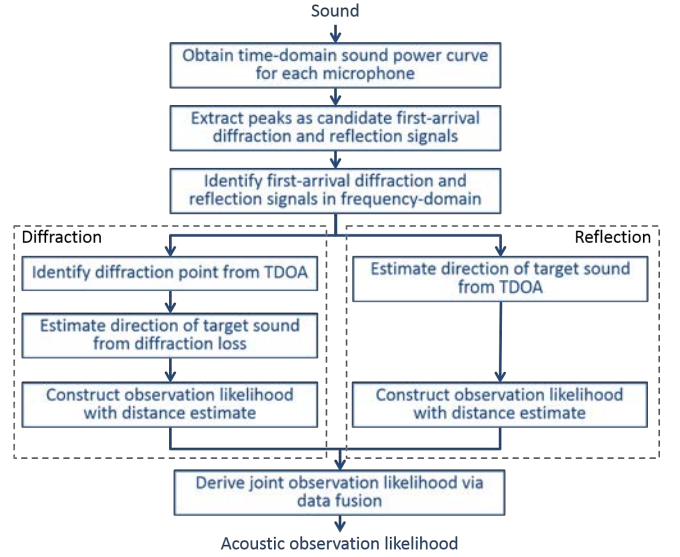 Sound
Obtain time-domain sound power curve
for each microphone
Extract peaks as candidate first-arrival
diffraction and reflection signals
Identify first-arrival diffraction and
reflection signals in frequency-domain
Diffraction
Identify diffraction point from TDOA
Estimate direction of target sound
from diffraction loss
Construct observation likelihood
with distance estimate
Reflection
Estimate direction of target sound
from TDOA
Construct observation likelihood
with distance estimate
Derive joint observation likelihood via
data fusion
Acoustic observation likelihood